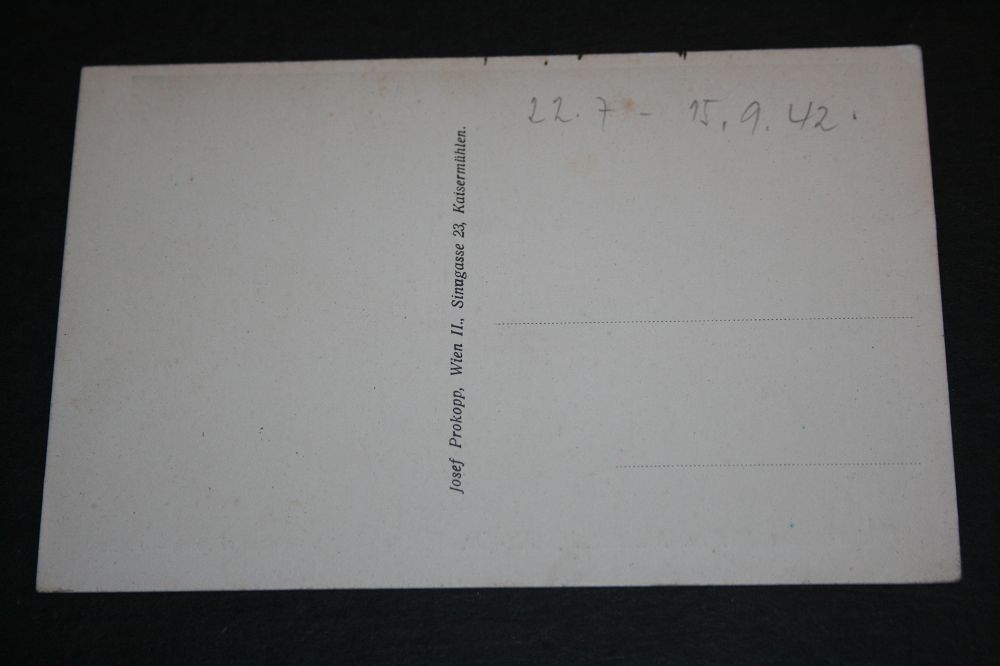 22. 7 - 15. 9. 42.
Josef Prokopp, Wien II., Sinagasse 23, Kaisermühlen.